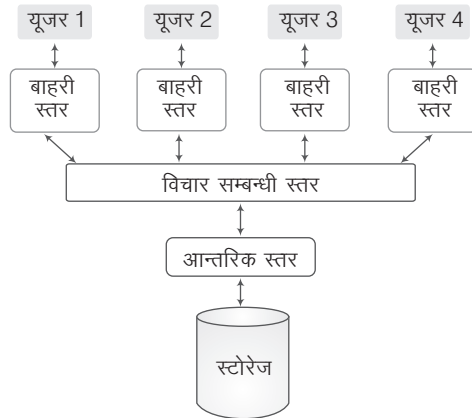 यूजर 1 यूजर 2 यूजर 3 यूजर 4
बाहरी बाहरी बाहरी बाहरी
स्तर स्तर स्तर स्तर
विचार सम्बन्धी स्तर
आन्तरिक स्तर
स्टोरेज